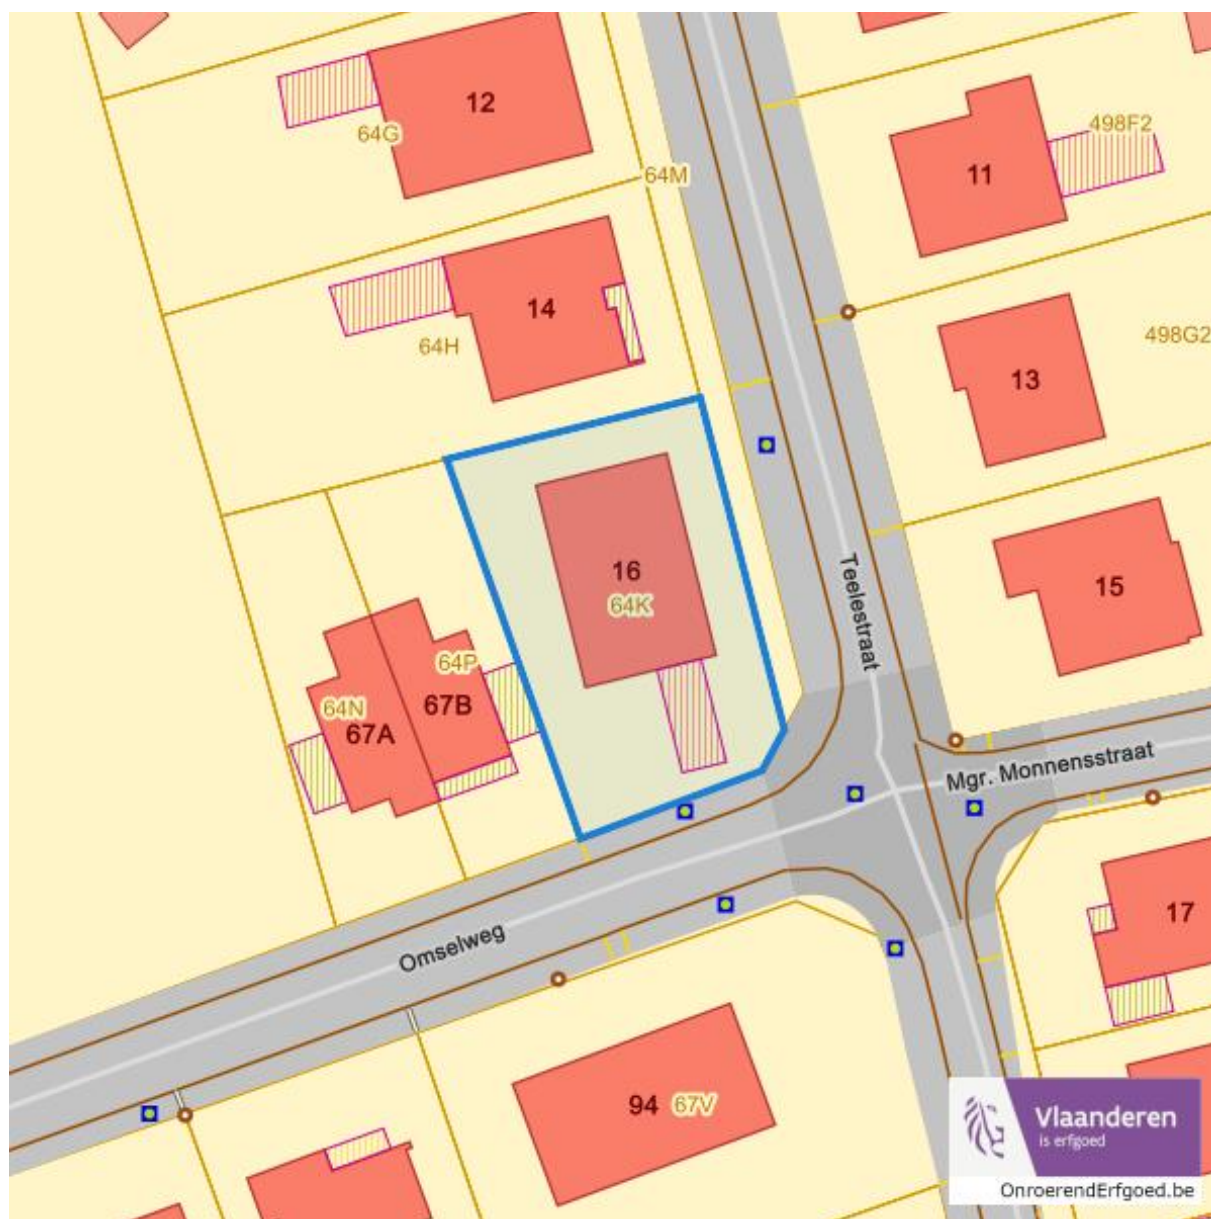 12
64G
498F2
11
64M
14
64H
498G2
13
16
64K
15
Teelestraat
64P
64N
67B
67A
Mgr. Monnensstraat
17
Omselweg
94
67V
Vlaanderen
is erfgoed
OnroerendErfgoed.be